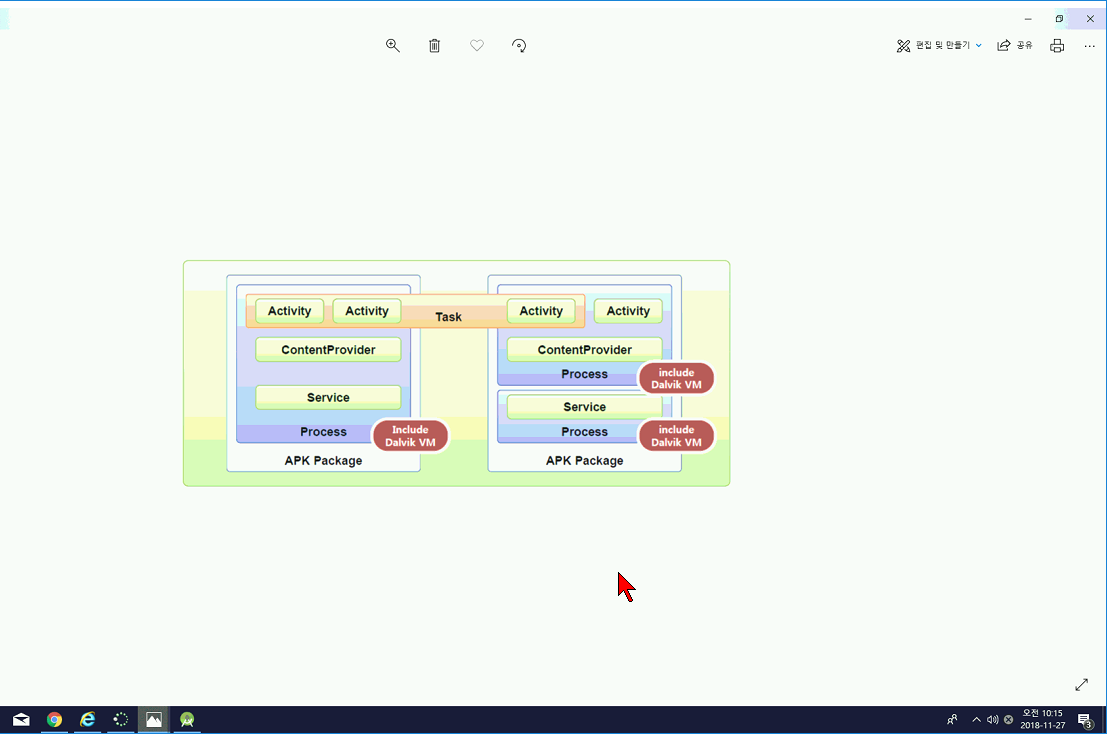 편집 및 만들기
공유
Activity
Activity
Task
Activity
Activity
ContentProvider
ContentProvider
Process
include
Dalvik VM
Service
Service
Process
Include
Dalvik VM
Process
include
Dalvik VM
APK Package
APK Package
오전 10:15
2018-11-27
3